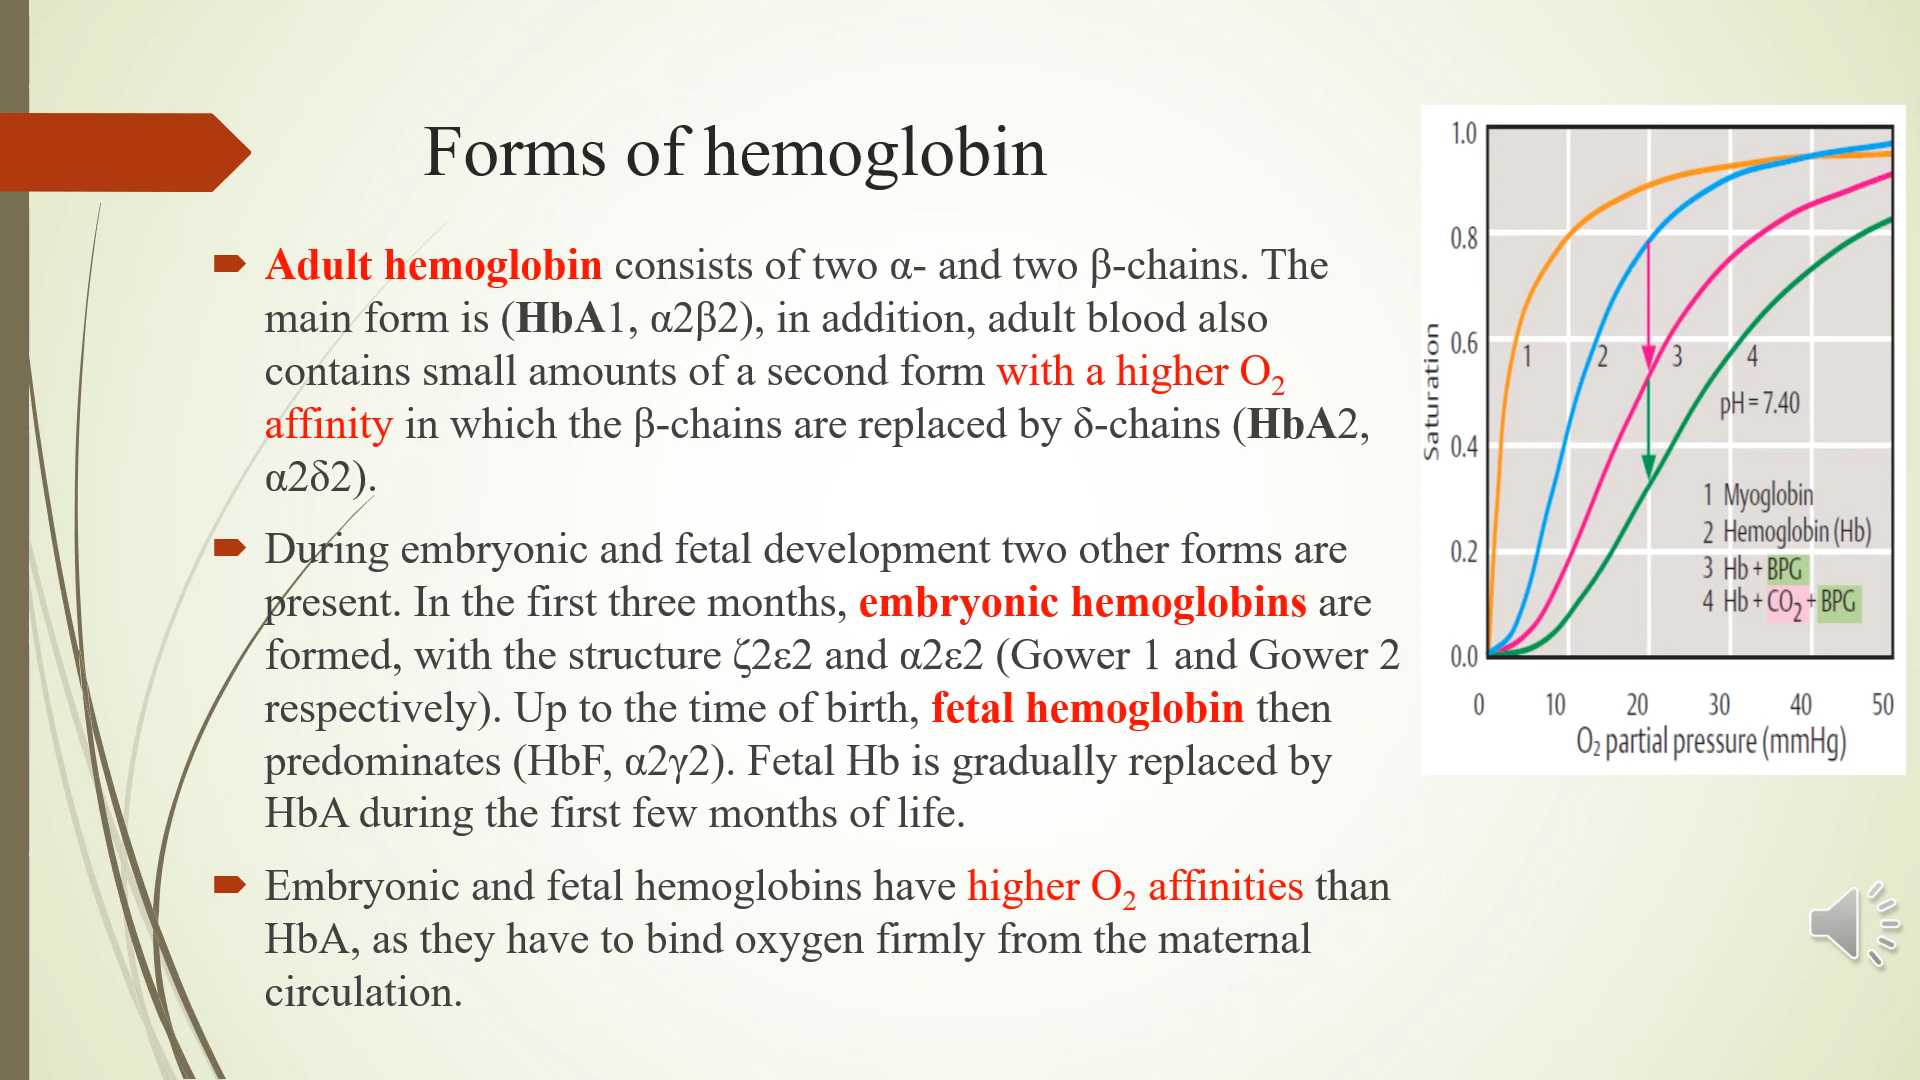 Forms of hemoglobin
Adult hemoglobin consists of two α- and two β-chains. The
main form is (HbA1, α2β2), in addition, adult blood also
contains small amounts of a second form with a higher O₂
affinity in which the β-chains are replaced by δ-chains (HbA2,
α2δ2).
During embryonic and fetal development two other forms are
present. In the first three months, embryonic hemoglobins are
formed, with the structure ζ2ε2 and α2ε2 (Gower 1 and Gower 2
respectively). Up to the time of birth, fetal hemoglobin then
predominates (HbF, α2γ2). Fetal Hb is gradually replaced by
HbA during the first few months of life.
Embryonic and fetal hemoglobins have higher O₂ affinities than
HbA, as they have to bind oxygen firmly from the maternal
circulation.
1.0
0.8
0.6
0.4
0.2
0.0
Saturation
1 2 3 4
pH = 7.40
1 Myoglobin
2 Hemoglobin (Hb)
3 Hb + BPG
4 Hb + CO₂ + BPG
0 10 20 30 40 50
O₂ partial pressure (mmHg)